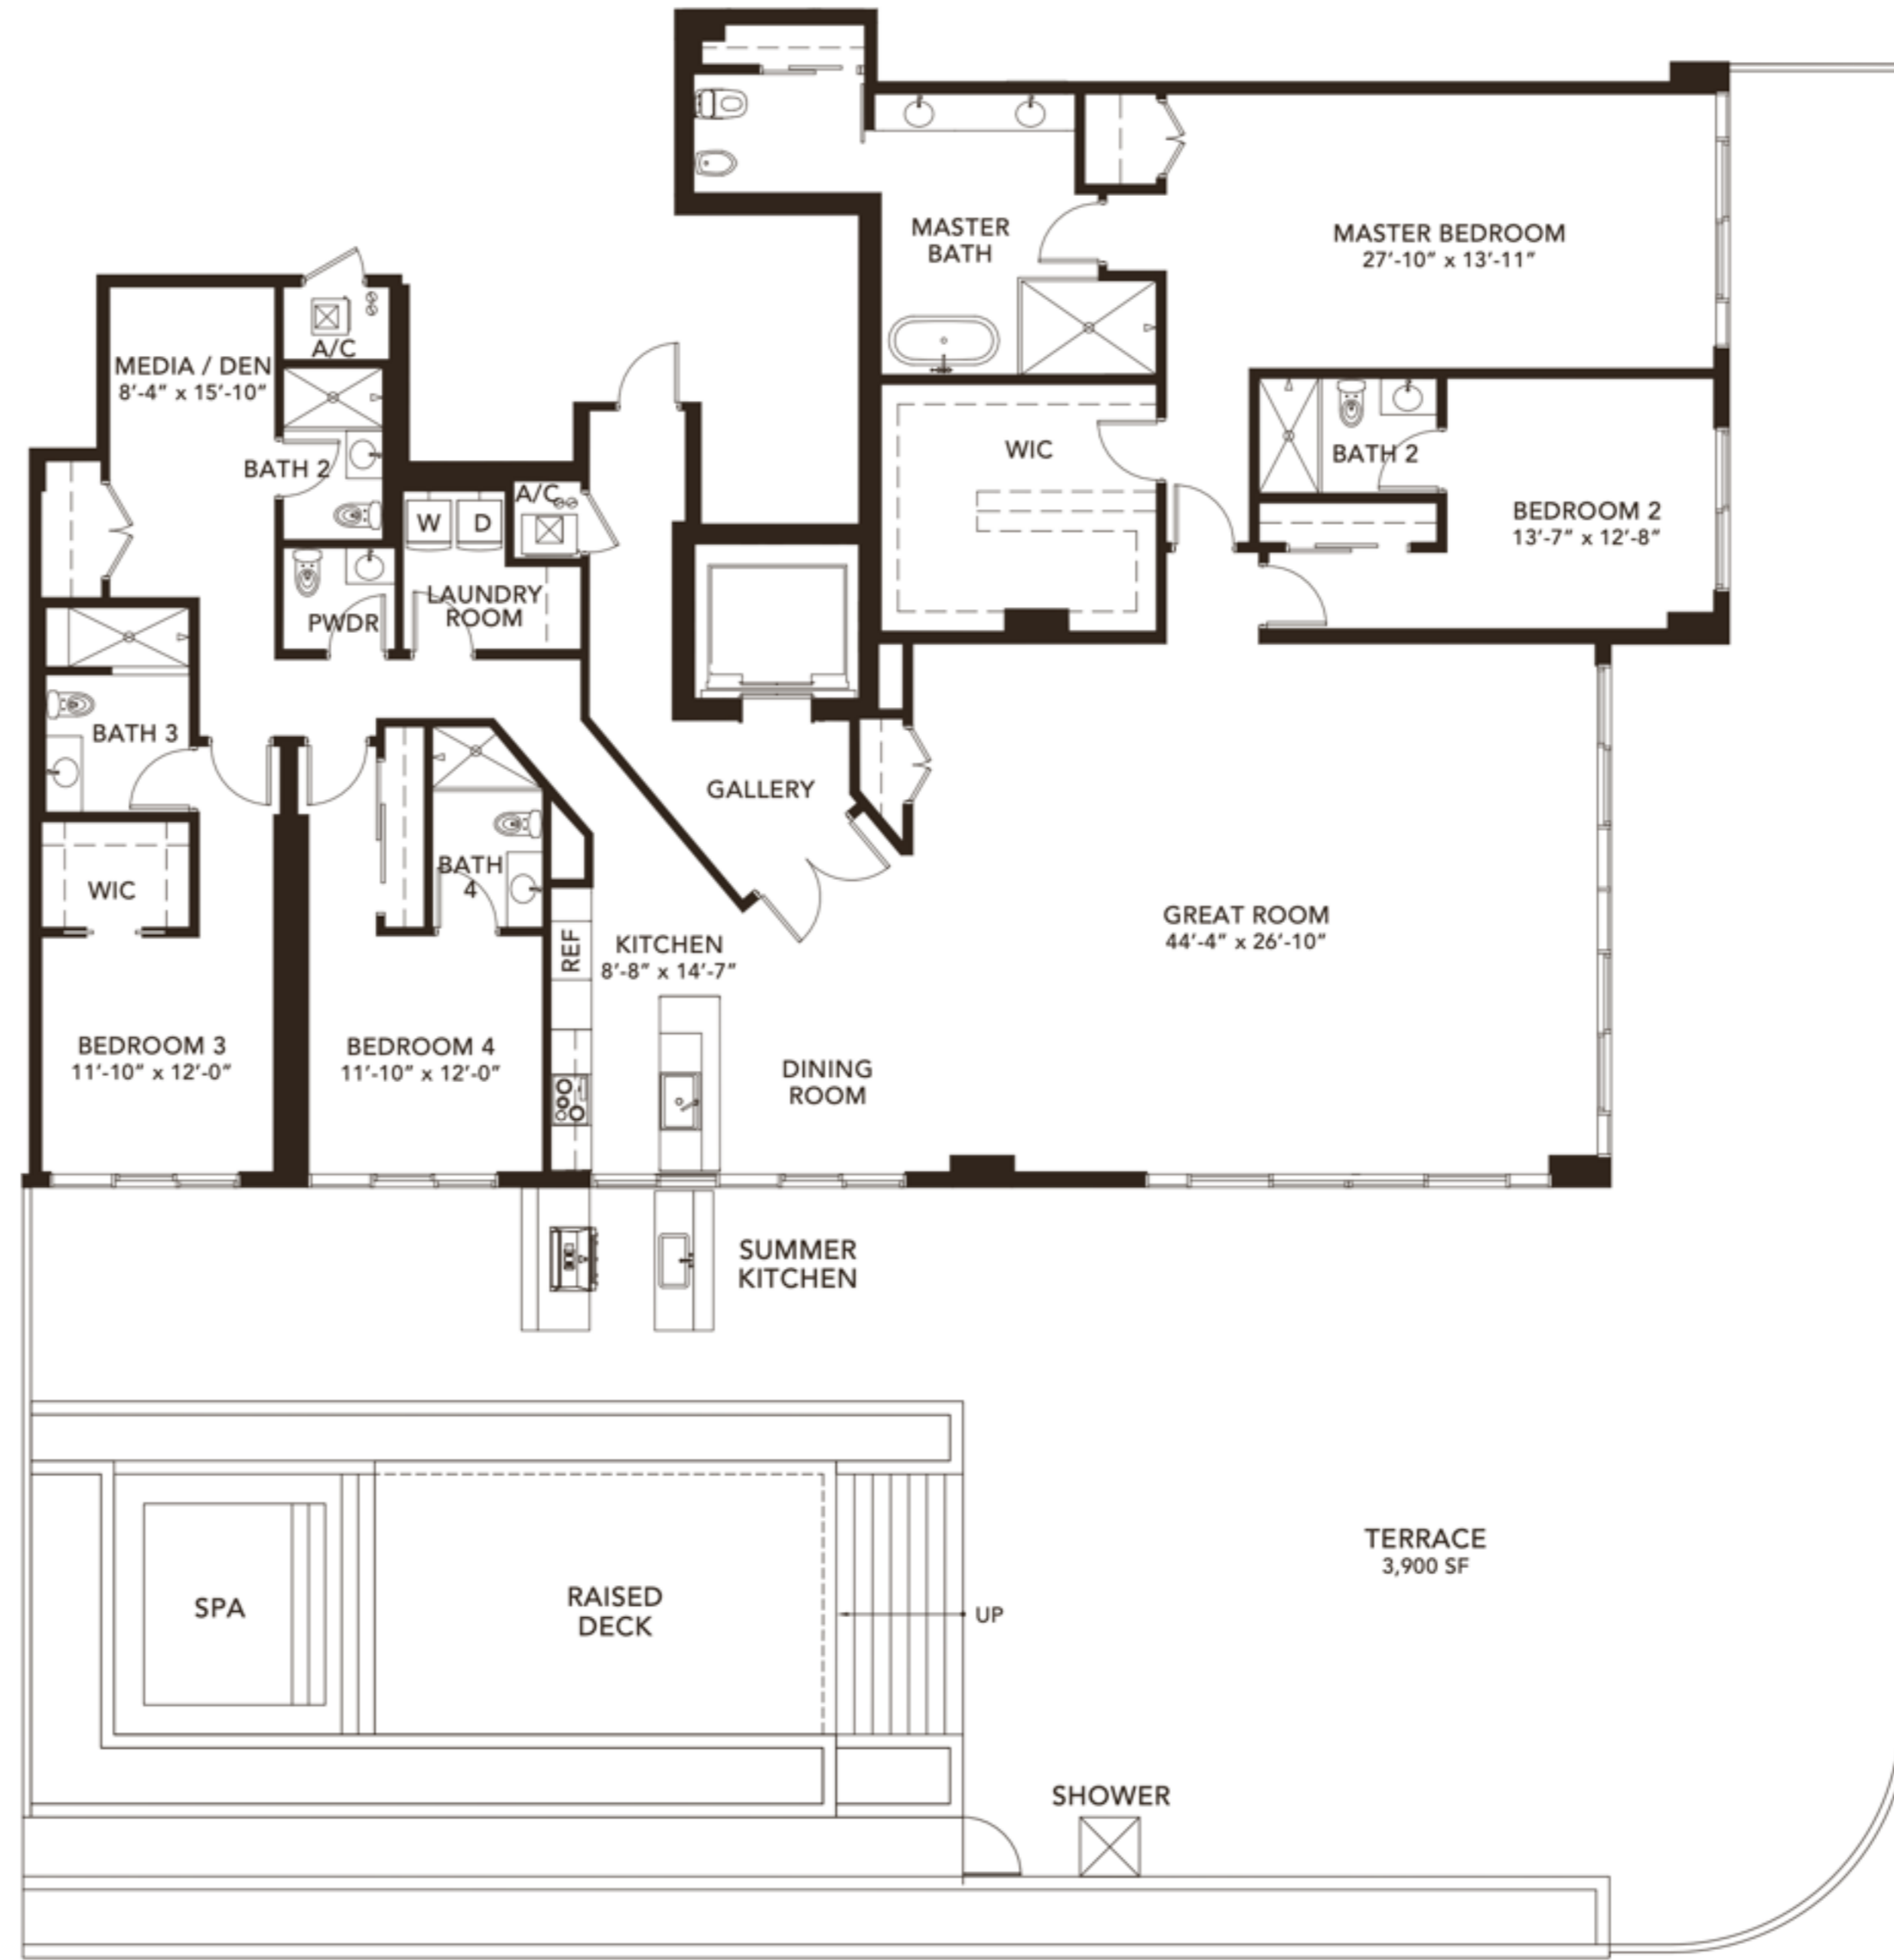 MASTER
BATH
MASTER BEDROOM
27'-10" x 13'-11"
A/C
MEDIA / DEN
8'-4" x 15'-10"
BATH 2
WIC
BATH 2
A/C
W
D
BEDROOM 2
13'-7" x 12'-8"
LAUNDRY
ROOM
PWDR
BATH 3
GALLERY
BATH
4
WIC
REF
KITCHEN
8'-8" x 14'-7"
GREAT ROOM
44'-4" x 26'-10"
BEDROOM 3
11'-10" x 12'-0"
BEDROOM 4
11'-10" x 12'-0"
DINING
ROOM
SUMMER
KITCHEN
TERRACE
3,900 SF
SPA
RAISED
DECK
UP
SHOWER